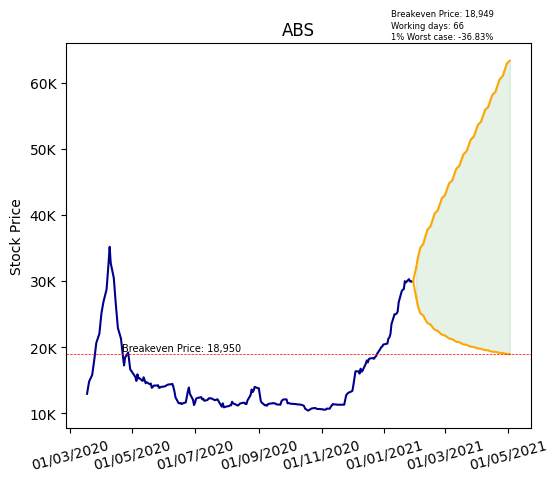 Breakeven Price: 18,949
Working days: 66
1% Worst case: -36.83%
ABS
60K
50K
40K
30K
20K
10K
Stock Price
Breakeven Price: 18,950
01/03/2020
01/05/2020
01/07/2020
01/09/2020
01/11/2020
01/01/2021
01/03/2021
01/05/2021